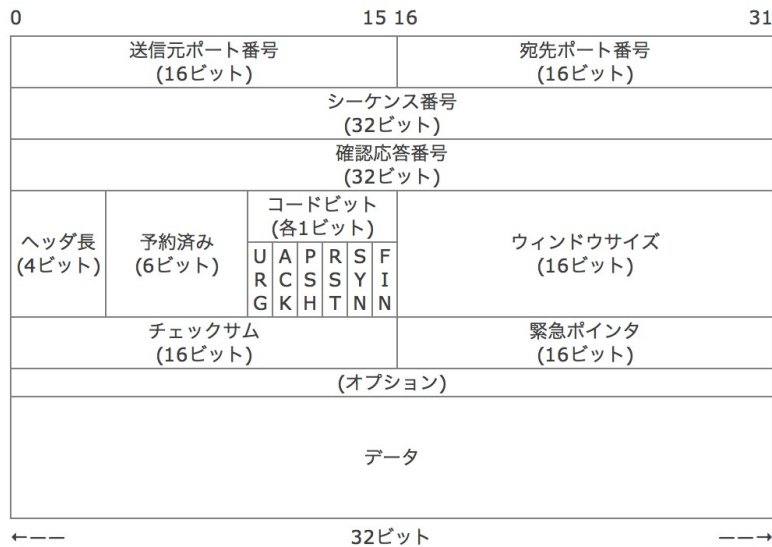 0 15 16 31
送信元ポート番号 宛先ポート番号
(16ビット) (16ビット)
シーケンス番号
(32ビット)
確認応答番号
(32ビット)
ヘッダ長
(4ビット)
予約済み
(6ビット)
コードビット
(各1ビット)
URG ACK PSH RST SYN FIN
ウィンドウサイズ
(16ビット)
チェックサム 緊急ポインタ
(16ビット) (16ビット)
(オプション)
データ
←—— 32ビット ——→